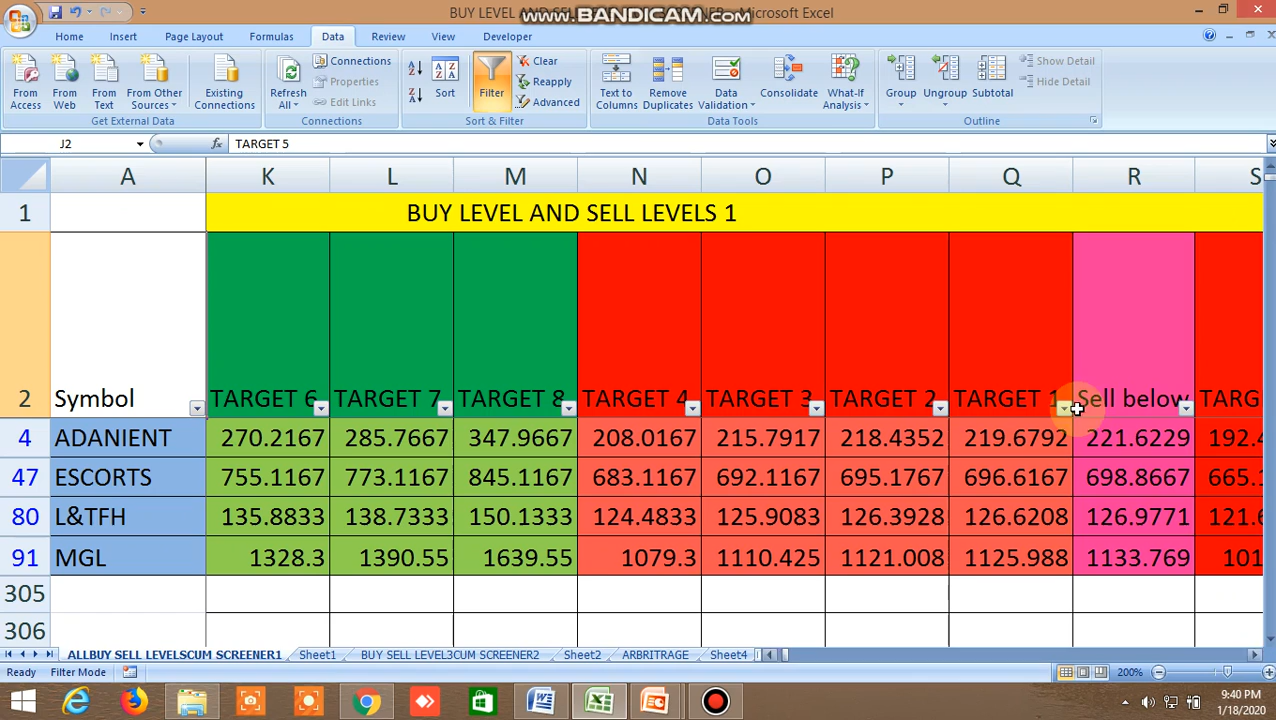 BUY LEVEL AND SEL www.BANDICAM.com - Microsoft Excel
Home Insert Page Layout Formulas Data Review View Developer
From Access From Web From Text From Other Sources Existing Connections Refresh All Connections Properties Edit Links Sort Filter Clear Reapply Advanced Text to Columns Remove Duplicates Data Validation Consolidate What-If Analysis Group Ungroup Subtotal Show Detail Hide Detail
Get External Data Connections Sort & Filter Data Tools Outline
J2 fx TARGET 5
A K L M N O P Q R S
1 BUY LEVEL AND SELL LEVELS 1
2 Symbol TARGET 6 TARGET 7 TARGET 8 TARGET 4 TARGET 3 TARGET 2 TARGET 1 Sell below TARG
4 ADANIENT 270.2167 285.7667 347.9667 208.0167 215.7917 218.4352 219.6792 221.6229 192.4
47 ESCORTS 755.1167 773.1167 845.1167 683.1167 692.1167 695.1767 696.6167 698.8667 665.1
80 L&TFH 135.8833 138.7333 150.1333 124.4833 125.9083 126.3928 126.6208 126.9771 121.6
91 MGL 1328.3 1390.55 1639.55 1079.3 1110.425 1121.008 1125.988 1133.769 101
305
306
ALLBUY SELL LEVELSCUM SCREENER1 Sheet1 BUY SELL LEVEL3CUM SCREENER2 Sheet2 ARBRITRAGE Sheet4
Ready Filter Mode 200%
9:40 PM
1/18/2020